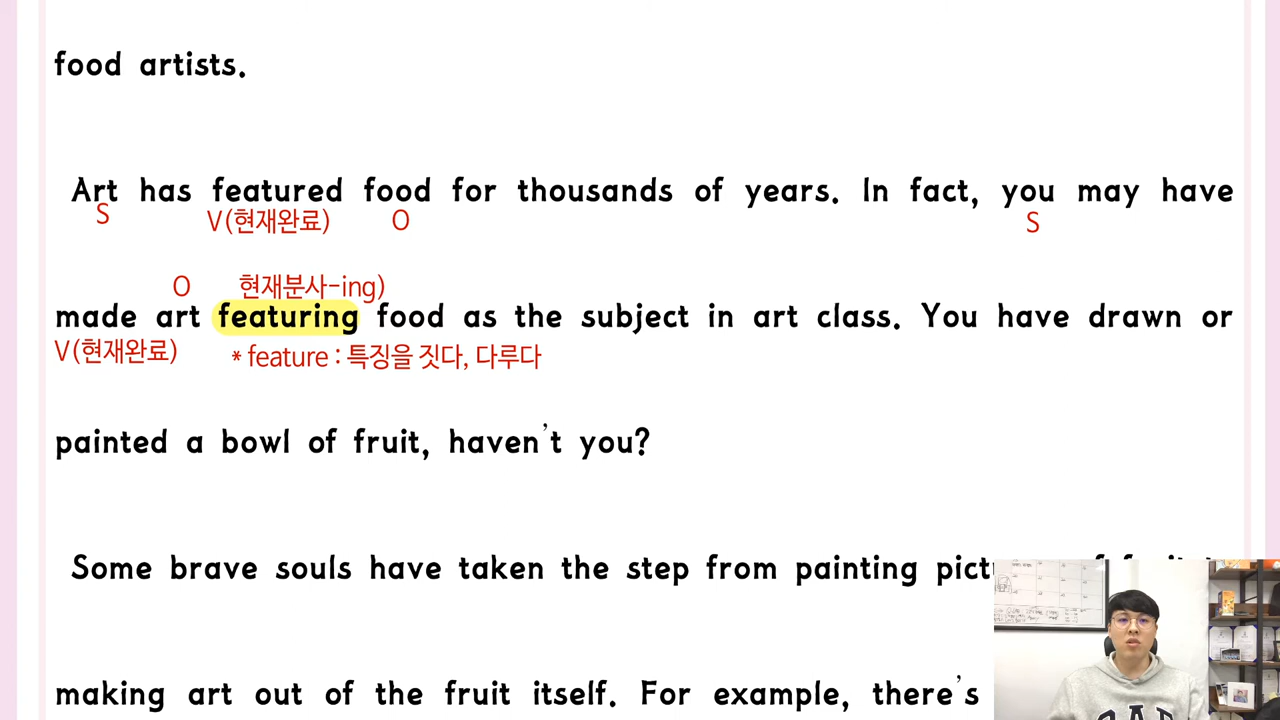 food artists.
Art has featured food for thousands of years. In fact, you may have
S V(현재완료) O S
O 현재분사-ing)
made art featuring food as the subject in art class. You have drawn or
V(현재완료) * feature : 특징을 짓다, 다루다
painted a bowl of fruit, haven't you?
Some brave souls have taken the step from painting
making art out of the fruit itself. For example, there's